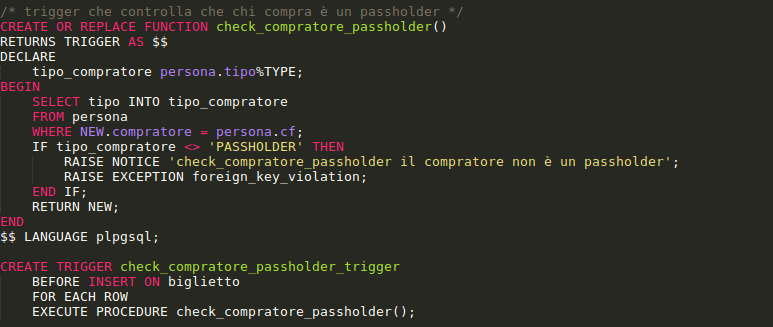 /* trigger che controlla che chi compra è un passholder */
CREATE OR REPLACE FUNCTION check_compratore_passholder()
RETURNS TRIGGER AS $$
DECLARE
    tipo_compratore persona.tipo%TYPE;
BEGIN
    SELECT tipo INTO tipo_compratore
    FROM persona
    WHERE NEW.compratore = persona.cf;
    IF tipo_compratore <> 'PASSHOLDER' THEN
        RAISE NOTICE 'check_compratore_passholder il compratore non è un passholder';
        RAISE EXCEPTION foreign_key_violation;
    END IF;
    RETURN NEW;
END
$$ LANGUAGE plpgsql;

CREATE TRIGGER check_compratore_passholder_trigger
    BEFORE INSERT ON biglietto
    FOR EACH ROW
    EXECUTE PROCEDURE check_compratore_passholder();